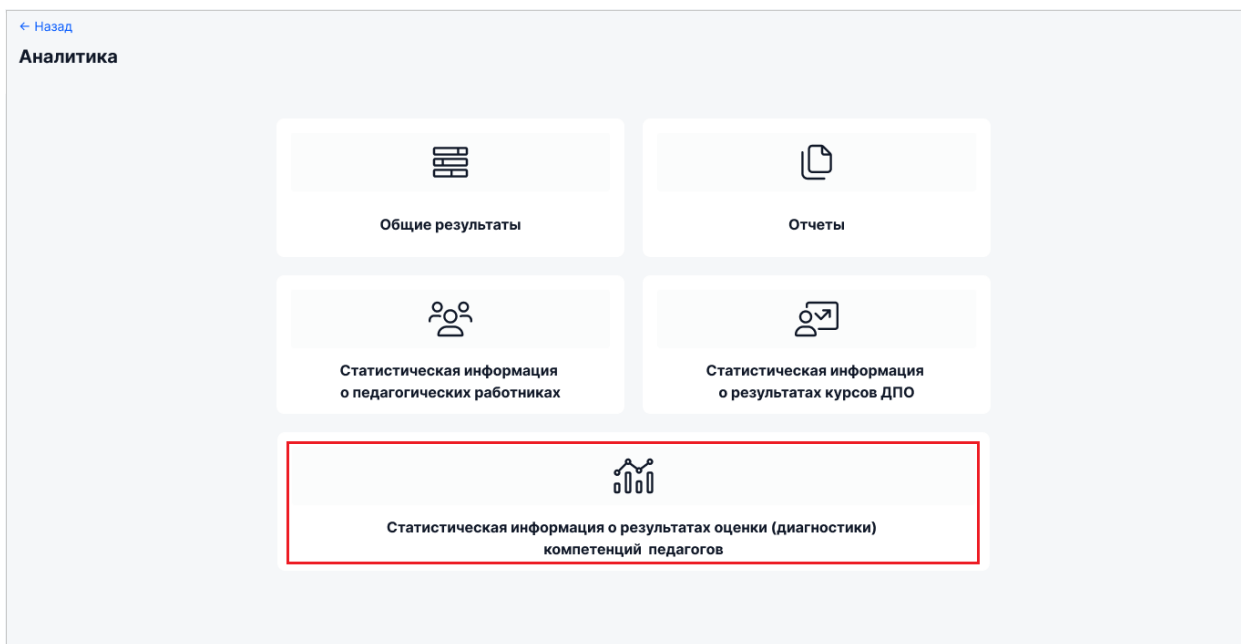 ← Назад
Аналитика
Общие результаты
Отчеты
Статистическая информация
о педагогических работниках
Статистическая информация
о результатах курсов ДПО
Статистическая информация о результатах оценки (диагностики)
компетенций педагогов